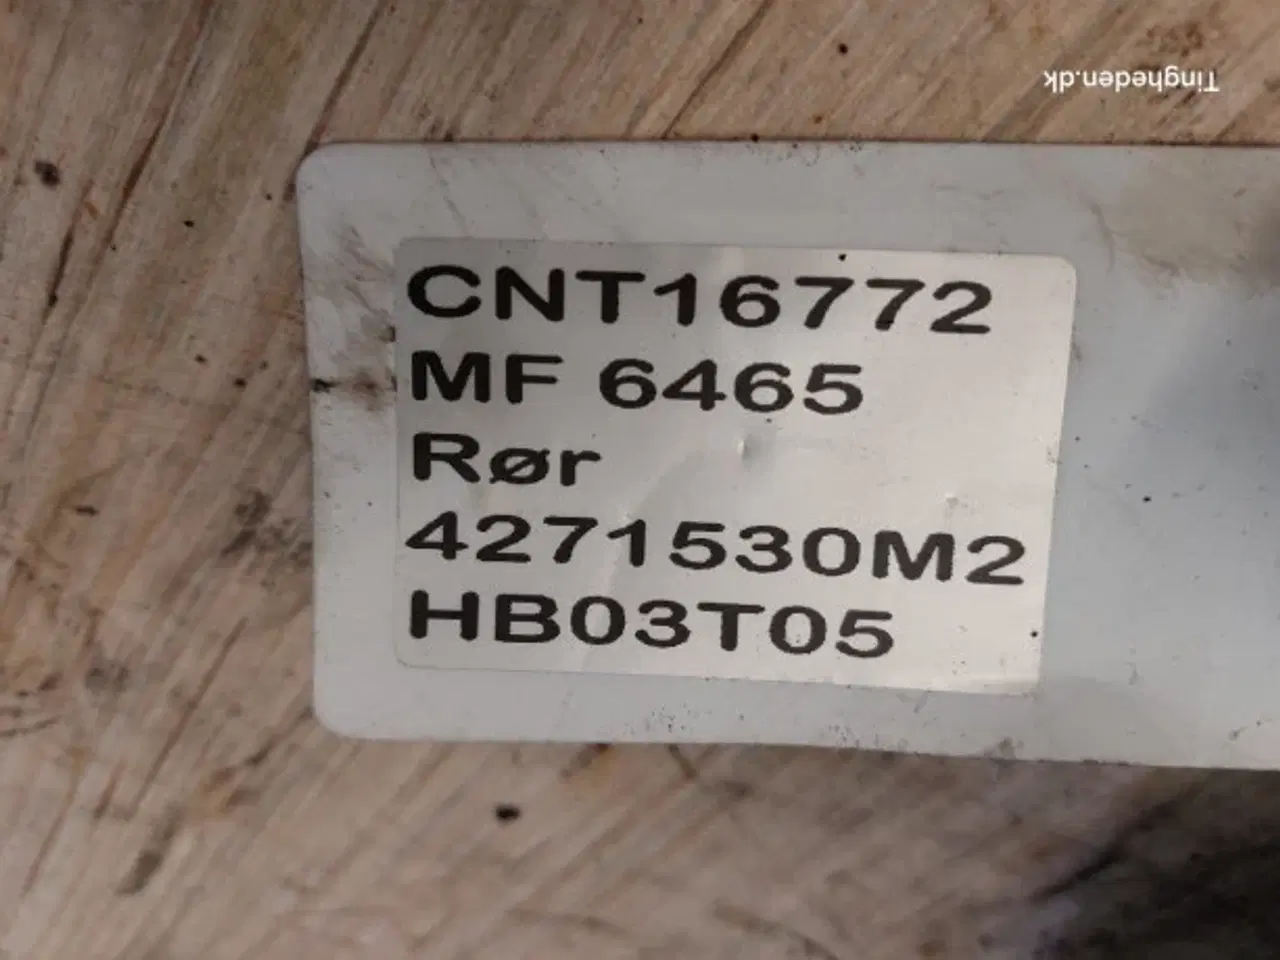 Tingheden.dk
CNT16772
MF 6465
Rør
4271530M2
HB03T05